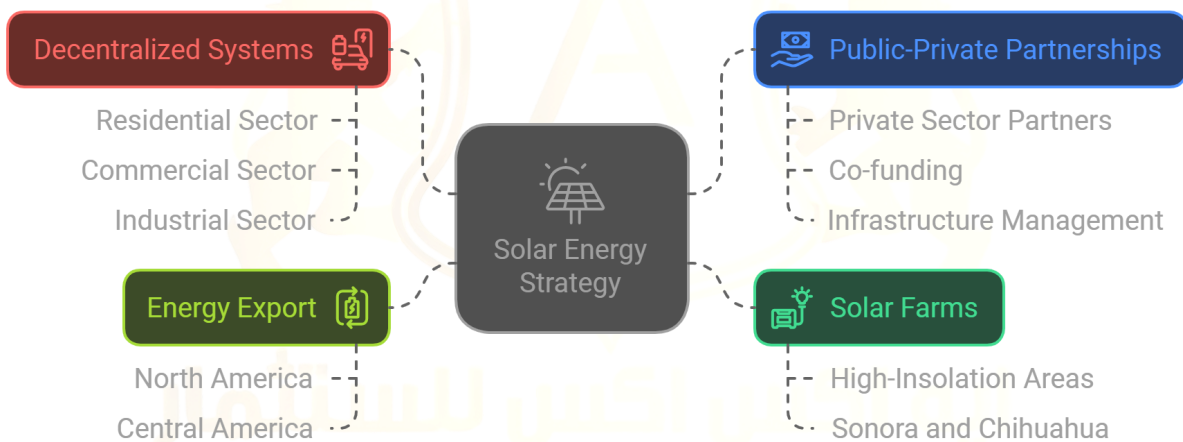 Decentralized Systems
Residential Sector
Commercial Sector
Industrial Sector
Energy Export
North America
Central America
Solar Energy
Strategy
Public-Private Partnerships
Private Sector Partners
Co-funding
Infrastructure Management
Solar Farms
High-Insolation Areas
Sonora and Chihuahua